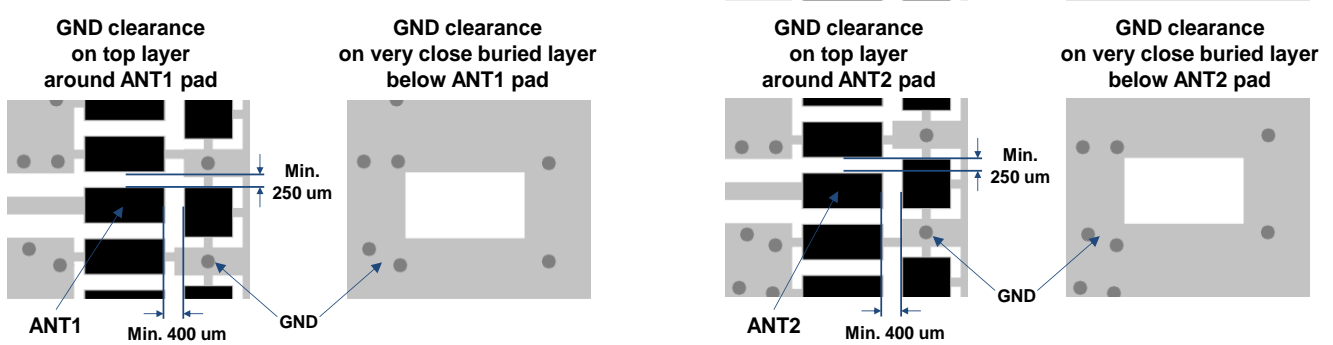 GND clearance
on top layer
around ANT1 pad
GND clearance
on very close buried layer
below ANT1 pad
Min.
250 um
ANT1
Min. 400 um
GND
GND clearance
on top layer
around ANT2 pad
GND clearance
on very close buried layer
below ANT2 pad
Min.
250 um
ANT2
Min. 400 um
GND